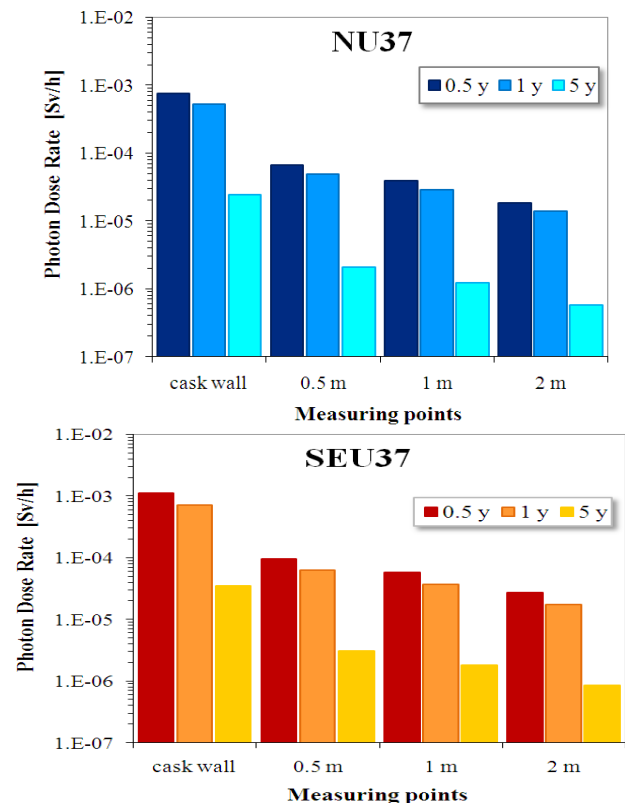 NU37
Photon Dose Rate [Sv/h]
1.E-02
1.E-03
1.E-04
1.E-05
1.E-06
1.E-07
0.5 y 1 y 5 y
cask wall 0.5 m 1 m 2 m
Measuring points
SEU37
Photon Dose Rate [Sv/h]
1.E-02
1.E-03
1.E-04
1.E-05
1.E-06
1.E-07
0.5 y 1 y 5 y
cask wall 0.5 m 1 m 2 m
Measuring points